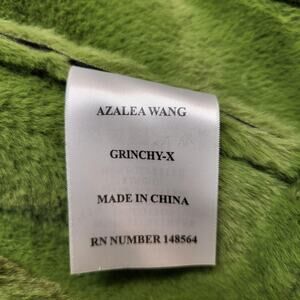 AZALEA WANG
GRINCHY-X
MADE IN CHINA
RN NUMBER 148564